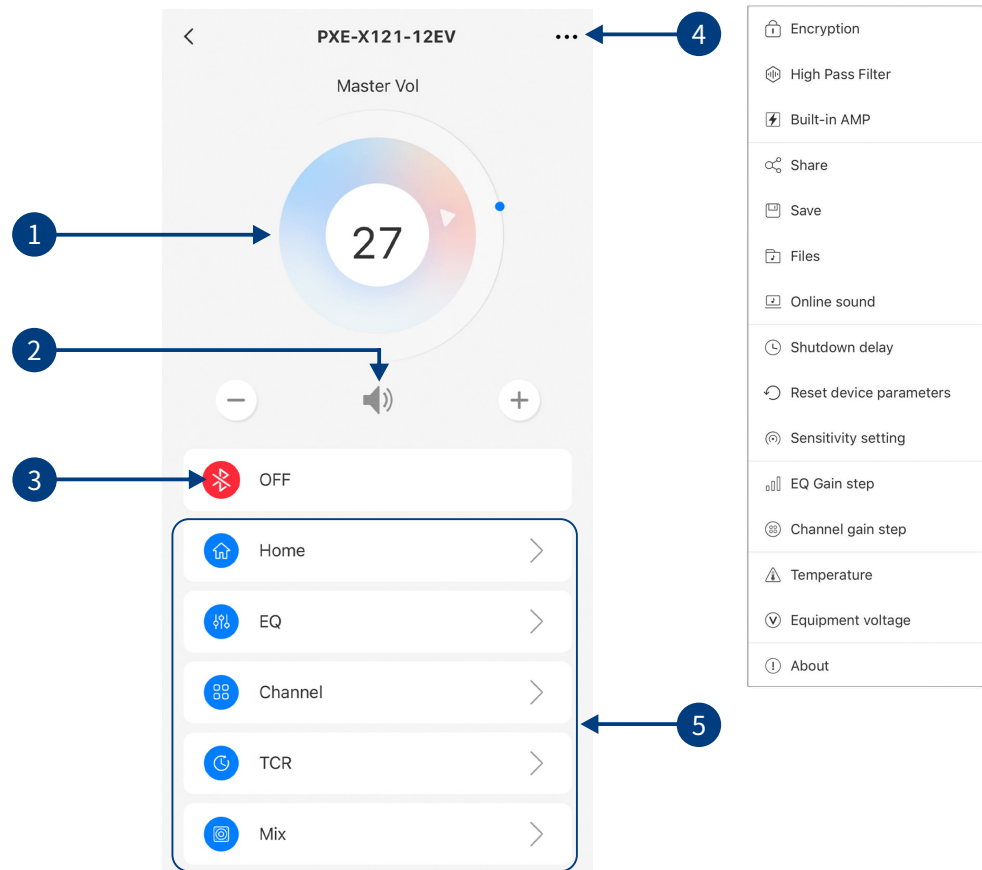 PXE-X121-12EV
4
Master Vol
1
27
2
3
OFF
Home
EQ
Channel
TCR
Mix
5
Encryption
High Pass Filter
Built-in AMP
Share
Save
Files
Online sound
Shutdown delay
Reset device parameters
Sensitivity setting
EQ Gain step
Channel gain step
Temperature
V
Equipment voltage
About